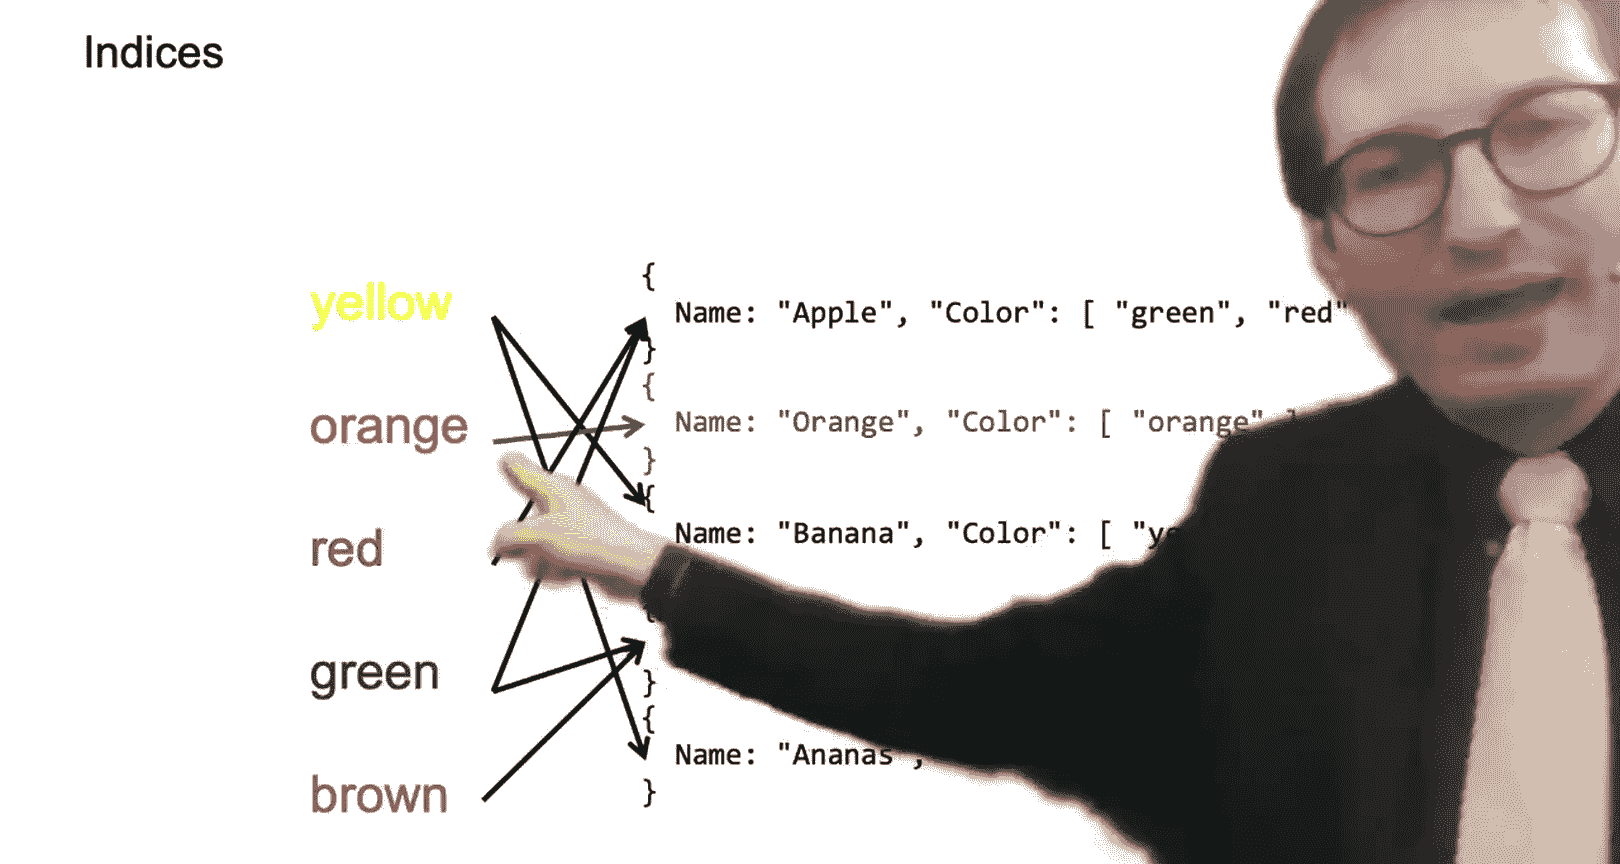 Indices
yellow
orange
red
green
brown
{
Name: "Apple", "Color": [ "green", "red"
}
{
Name: "Orange", "Color": [ "orange"
}
{
Name: "Banana", "Color": [
{
}
{
Name: "Ananas",
}